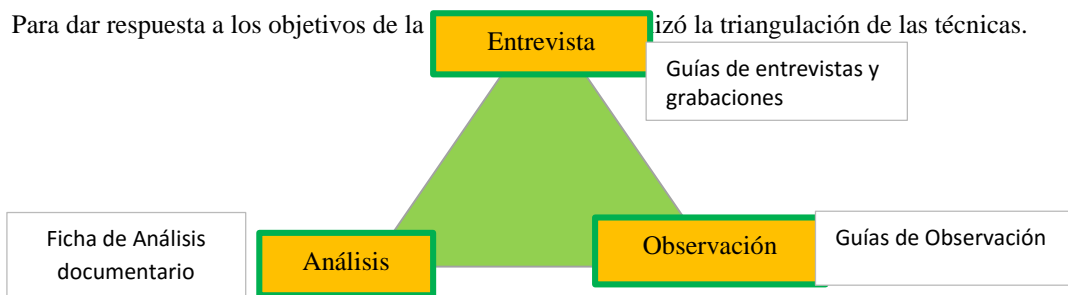 Para dar respuesta a los objetivos de la izó la triangulación de las técnicas.
Entrevista
Guías de entrevistas y
grabaciones
Ficha de Análisis
documentario
Análisis
Observación
Guías de Observación